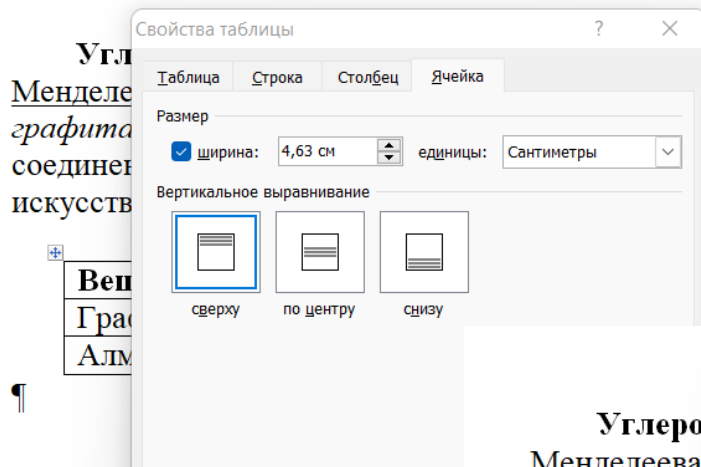 Свойства таблицы ?
Таблица Строка Столбец Ячейка
Размер
ширина: 4,63 см единицы: Сантиметры
Вертикальное выравнивание
сверху по центру снизу
Угл
Менделе
графита
соединен
искусств
Вещ
Граф
Алм
¶
Углеро
Менделеева